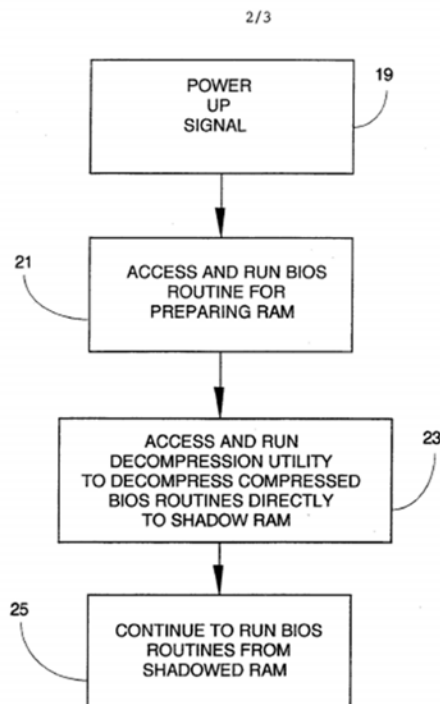 2/3
POWER
UP
SIGNAL
19
21
ACCESS AND RUN BIOS
ROUTINE FOR
PREPARING RAM
ACCESS AND RUN
DECOMPRESSION UTILITY
TO DECOMPRESS COMPRESSED
BIOS ROUTINES DIRECTLY
TO SHADOW RAM
23
25
CONTINUE TO RUN BIOS
ROUTINES FROM
SHADOWED RAM